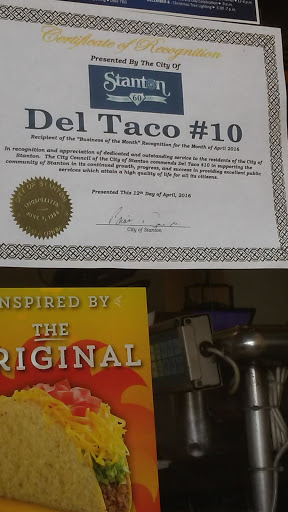 Certificate of Recognition
Presented By The City Of
Stanton
60
Del Taco #10
Recipient of the "Business of the Month" Recognition for the Month of April 2016
In recognition and appreciation of dedicated and outstanding service to the residents of the City of
Stanton. The City Council of the City of Stanton commends Del Taco #10 in supporting the
community of Stanton in its continued growth, progress and success in providing excellent public
services which attain a high quality of life for all its citizens.
Presented This 12th Day of April, 2016
City of Stanton
NSPIRED BY
THE
RIGINAL